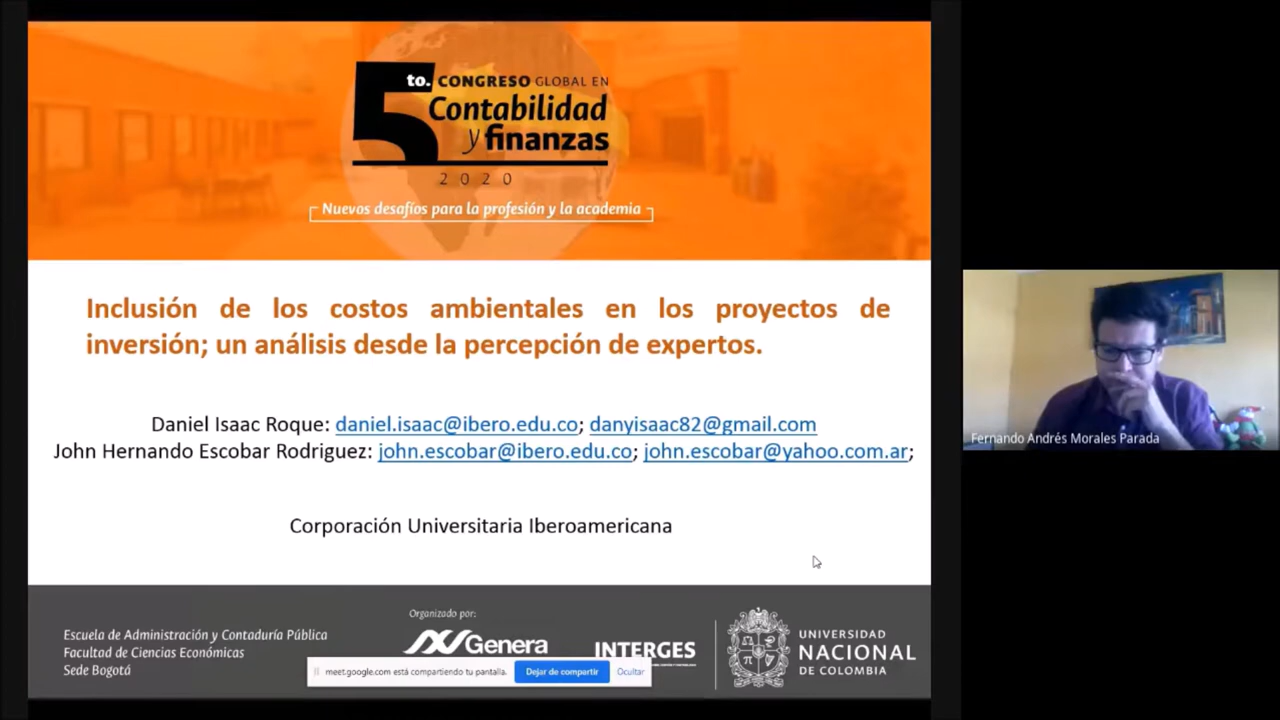 5to. CONGRESO GLOBAL EN
Contabilidad
y finanzas
2020
Nuevos desafíos para la profesión y la academia
Inclusión de los costos ambientales en los proyectos de
inversión; un análisis desde la percepción de expertos.
Daniel Isaac Roque: daniel.isaac@ibero.edu.co; danyisaac82@gmail.com
John Hernando Escobar Rodriguez: john.escobar@ibero.edu.co; john.escobar@yahoo.com.ar;
Corporación Universitaria Iberoamericana
Escuela de Administración y Contaduría Pública
Facultad de Ciencias Económicas
Sede Bogotá
Organizado por:
Genera
INTERGES
UNIVERSIDAD
NACIONAL
DE COLOMBIA
meet.google.com está compartiendo tu pantalla.
Dejar de compartir
Ocultar
Fernando Andrés Morales Parada